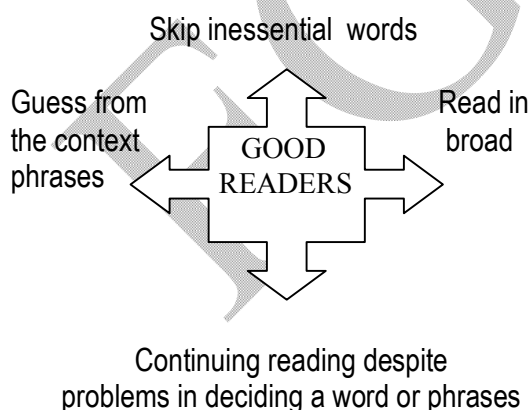 Skip inessential words
Guess from
the context
phrases
GOOD
READERS
Read in
broad
Continuing reading despite
problems in deciding a word or phrases